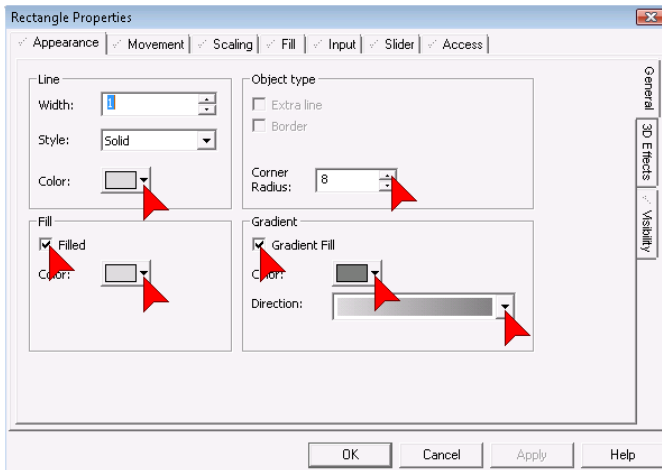 Rectangle Properties
Appearance Movement Scaling Fill Input Slider Access
General
3D Effects
Visibility
Line
Width: 1
Style: Solid
Color:
Object type
Extra line
Border
Corner
Radius: 8
Fill
Filled
Color:
Gradient
Gradient Fill
Color:
Direction:
OK Cancel Apply Help